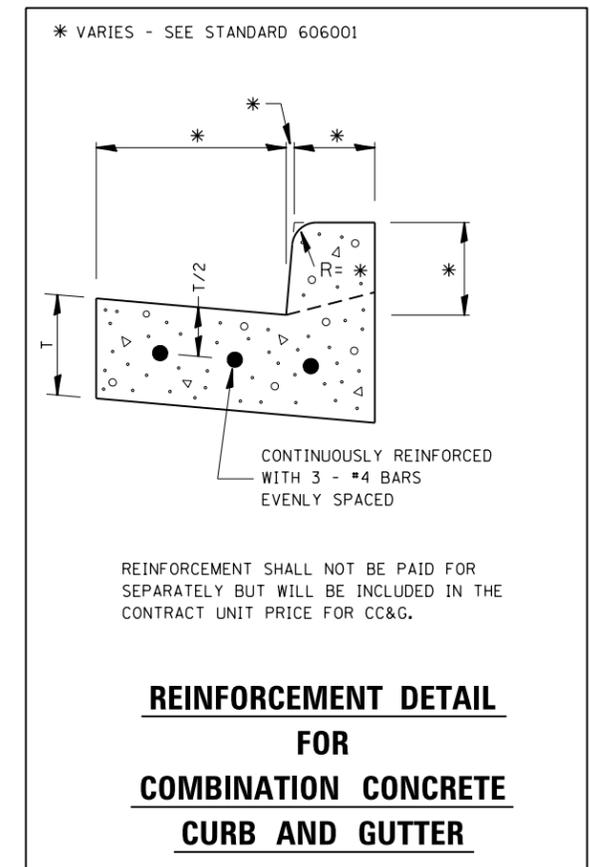 * VARIES - SEE STANDARD 606001
*
*
*
T/2
R= *
*
T
CONTINUOUSLY REINFORCED
WITH 3 - #4 BARS
EVENLY SPACED
REINFORCEMENT SHALL NOT BE PAID FOR
SEPARATELY BUT WILL BE INCLUDED IN THE
CONTRACT UNIT PRICE FOR CC&G.
REINFORCEMENT DETAIL
FOR
COMBINATION CONCRETE
CURB AND GUTTER